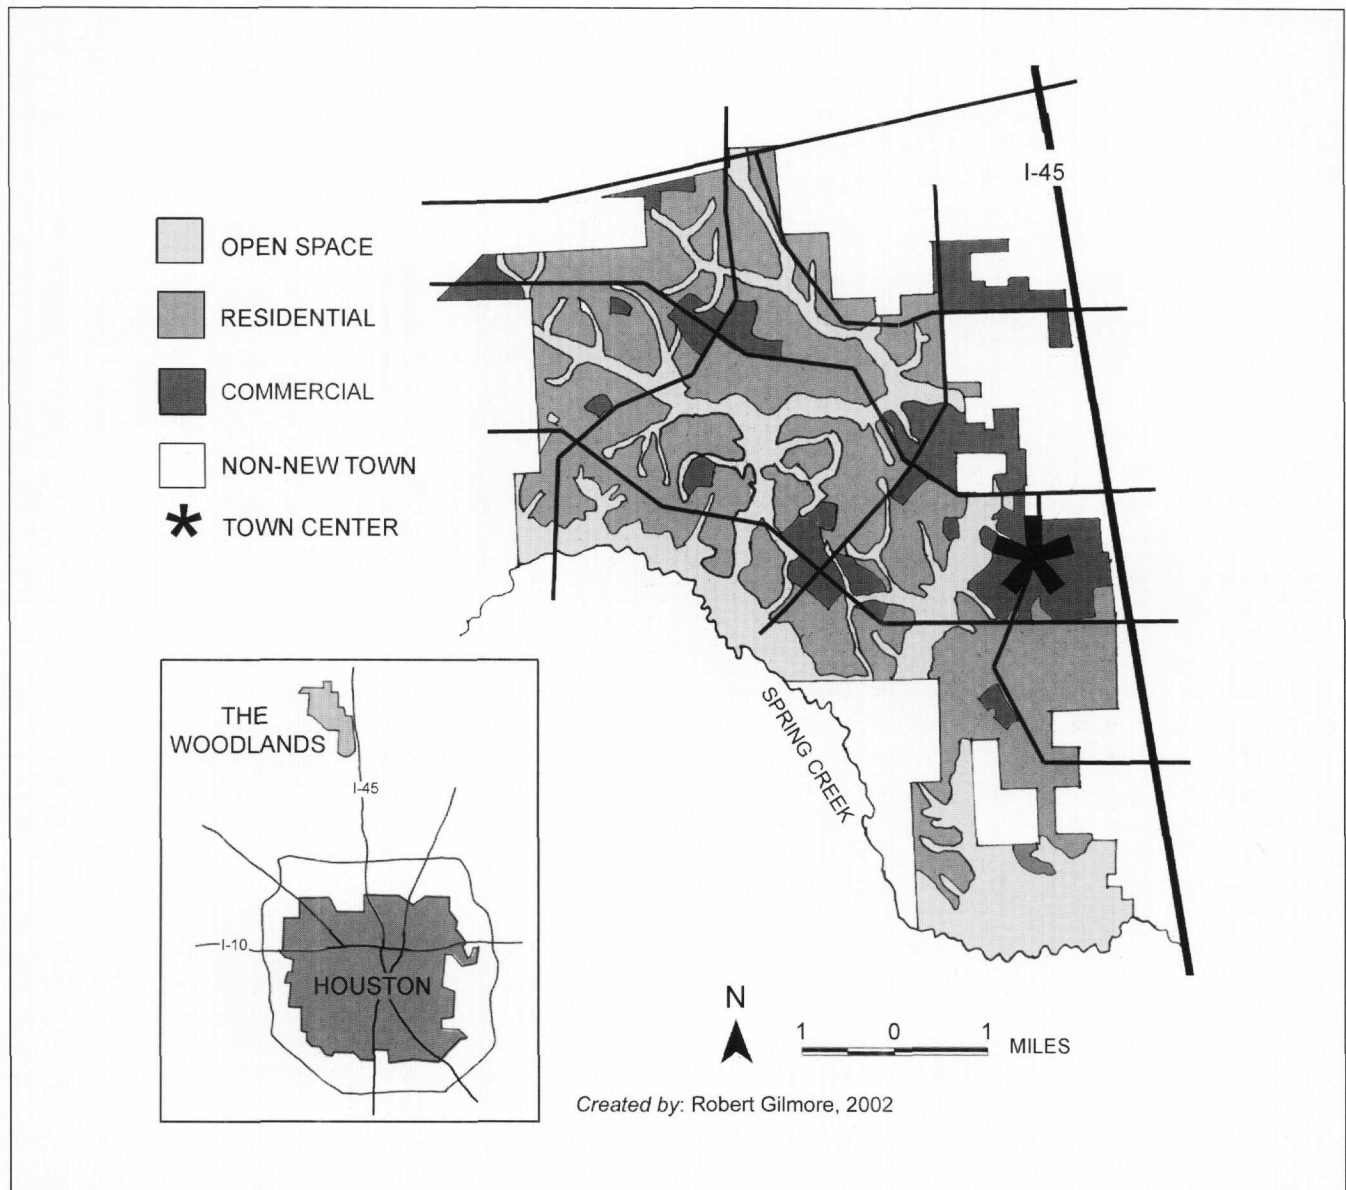 I-45
OPEN SPACE
RESIDENTIAL
COMMERCIAL
NON-NEW TOWN
TOWN CENTER
SPRING CREEK
THE
WOODLANDS
I-45
I-10
HOUSTON
N
1 0 1
MILES
Created by: Robert Gilmore, 2002